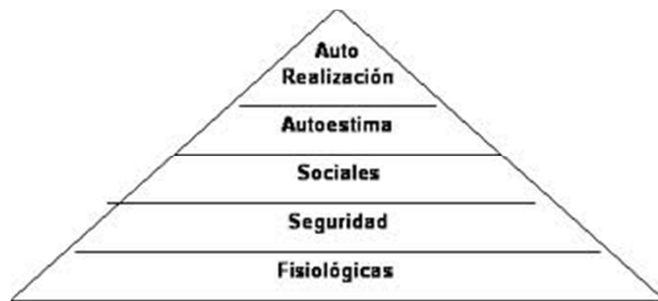 Auto
Realización
Autoestima
Sociales
Seguridad
Fisiológicas